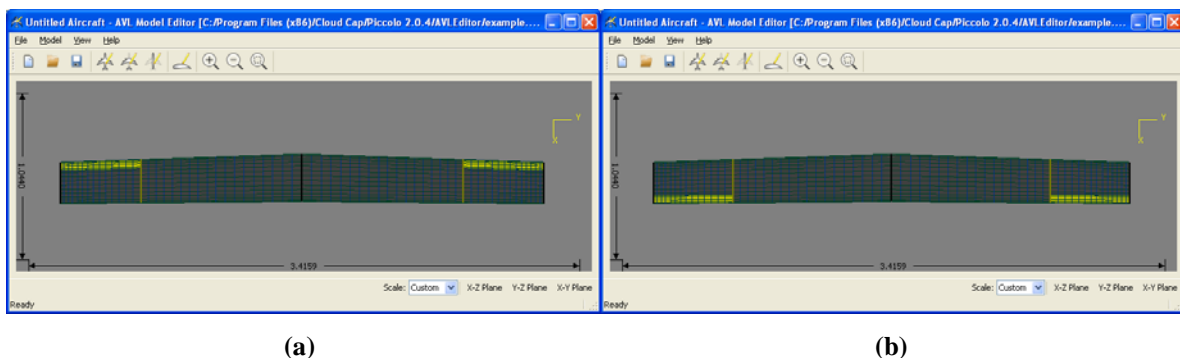 Untitled Aircraft - AVL Model Editor [C:/Program Files (x86)/Cloud Cap/Piccolo 2.0.4/AVLEditor/example....
File Model View Help
Y
X
1.0440
3.4159
Scale: Custom X-Z Plane Y-Z Plane X-Y Plane
Ready
(a)
Untitled Aircraft - AVL Model Editor [C:/Program Files (x86)/Cloud Cap/Piccolo 2.0.4/AVLEditor/example....
File Model View Help
Y
X
1.0440
3.4159
Scale: Custom X-Z Plane Y-Z Plane X-Y Plane
Ready
(b)